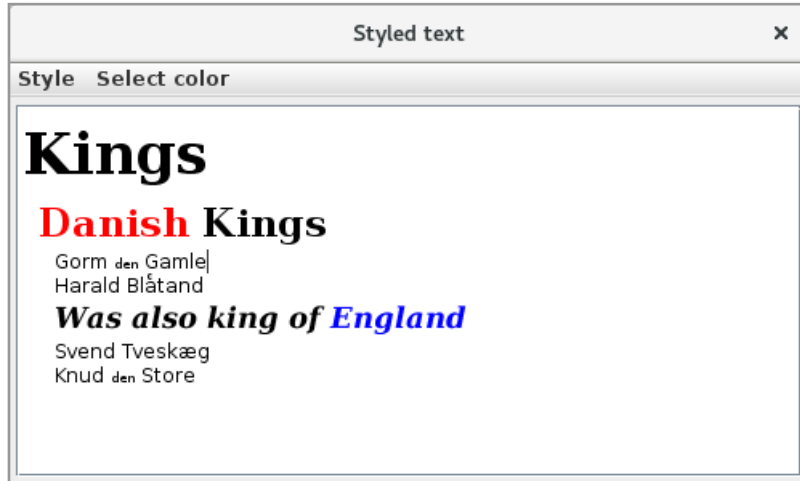 Styled text ×
Style Select color
Kings
Danish Kings
Gorm den Gamle
Harald Blåtand
Was also king of England
Svend Tveskæg
Knud den Store